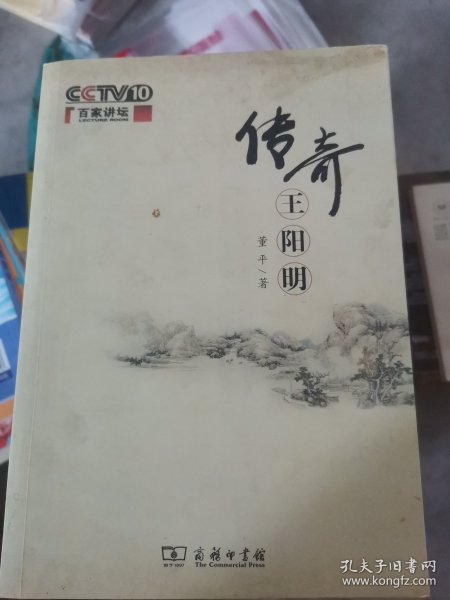 CCTV10
百家讲坛
LECTURE ROOM
传奇
王阳明
董平/著
商务印书馆
The Commercial Press
孔夫子旧书网
www.kongfz.com